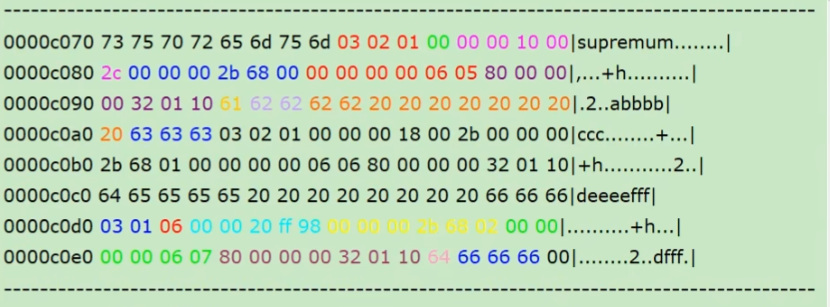 --------------------------------------------------------------------------------
0000c070 73 75 70 72 65 6d 75 6d 03 02 01 00 00 00 10 00|supremum........|
0000c080 2c 00 00 00 2b 68 00 00 00 00 00 06 05 80 00 00|,...+h..........|
0000c090 00 32 01 10 61 62 62 62 62 20 20 20 20 20 20 20|.2..abbbb|
0000c0a0 20 63 63 63 03 02 01 00 00 00 18 00 2b 00 00 00|ccc........+...|
0000c0b0 2b 68 01 00 00 00 00 06 06 80 00 00 00 32 01 10|+h...........2..|
0000c0c0 64 65 65 65 65 20 20 20 20 20 20 20 20 66 66 66|deeeefff|
0000c0d0 03 01 06 00 00 20 ff 98 00 00 00 2b 68 02 00 00|..........+h...|
0000c0e0 00 00 06 07 80 00 00 00 32 01 10 64 66 66 66 00|........2..dfff.|
--------------------------------------------------------------------------------